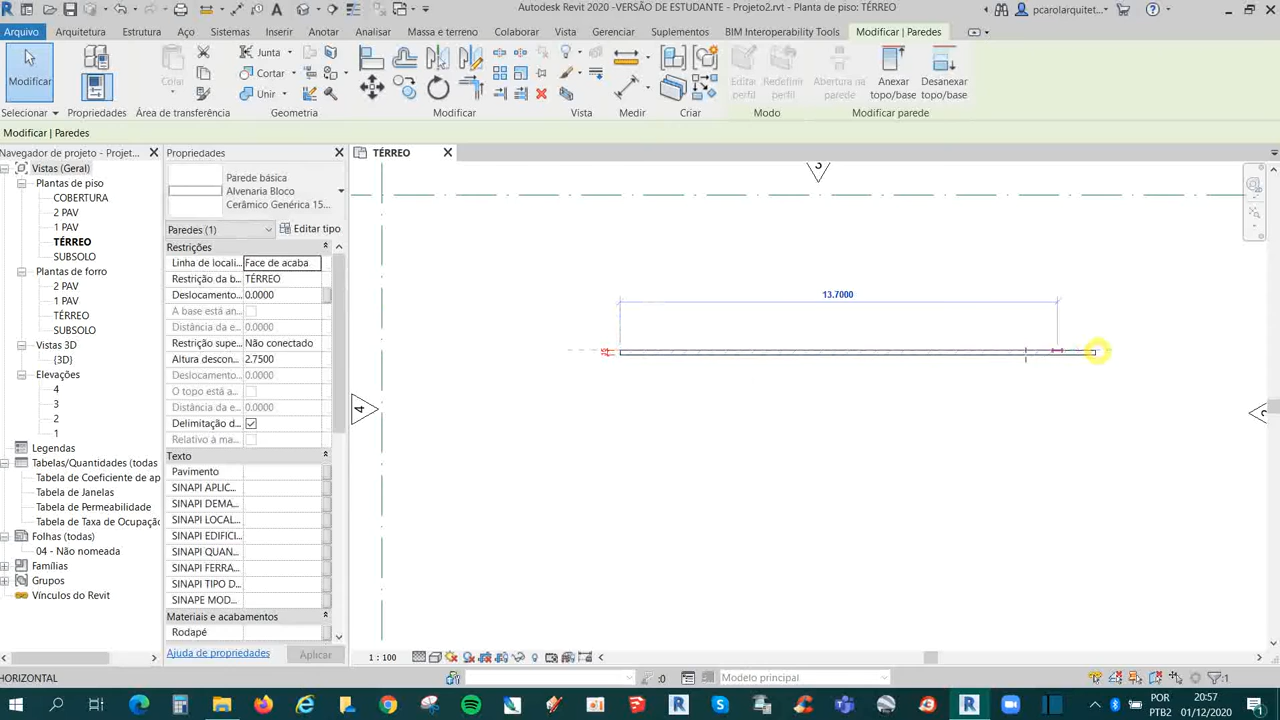 Autodesk Revit 2020 -VERSÃO DE ESTUDANTE - Projeto2.rvt - Planta de piso: TÉRREO
pcarolarquitet...
Arquivo Arquitetura Estrutura Aço Sistemas Inserir Anotar Analisar Massa e terreno Colaborar Vista Gerenciar Suplementos BIM Interoperability Tools Modificar | Paredes
Modificar
Colar
Junta
Cortar
Unir
Editar perfil
Redefinir perfil
Abertura na parede
Anexar topo/base
Desanexar topo/base
Selecionar Propriedades Área de transferência Geometria Modificar Vista Medir Criar Modo Modificar parede
Modificar | Paredes
Navegador de projeto - Projet...
Vistas (Geral)
Plantas de piso
COBERTURA
2 PAV
1 PAV
TÉRREO
SUBSOLO
Plantas de forro
2 PAV
1 PAV
TÉRREO
SUBSOLO
Vistas 3D
{3D}
Elevações
4
3
2
1
Legendas
Tabelas/Quantidades (todas
Tabela de Coeficiente de ap
Tabela de Janelas
Tabela de Permeabilidade
Tabela de Taxa de Ocupação
Folhas (todas)
04 - Não nomeada
Famílias
Grupos
Vínculos do Revit
Propriedades
Parede básica
Alvenaria Bloco
Cerâmico Genérica 15...
Paredes (1) Editar tipo
Restrições
Linha de locali... Face de acaba
Restrição da b... TÉRREO
Deslocamento... 0.0000
A base está an...
Distância da e... 0.0000
Restrição supe... Não conectado
Altura descon... 2.7500
Deslocamento... 0.0000
O topo está a...
Distância da e... 0.0000
Delimitação d...
Relativo à ma...
Texto
Pavimento
SINAPI APLIC...
SINAPI DEMA...
SINAPI LOCAL...
SINAPI EDIFICI...
SINAPI QUAN...
SINAPI FERRA...
SINAPI TIPO D...
SINAPE MOD...
Materiais e acabamentos
Rodapé
Ajuda de propriedades Aplicar
TÉRREO
3
13.7000
4
1 : 100
HORIZONTAL
:0
Modelo principal
:1
POR
PTB2
20:57
01/12/2020